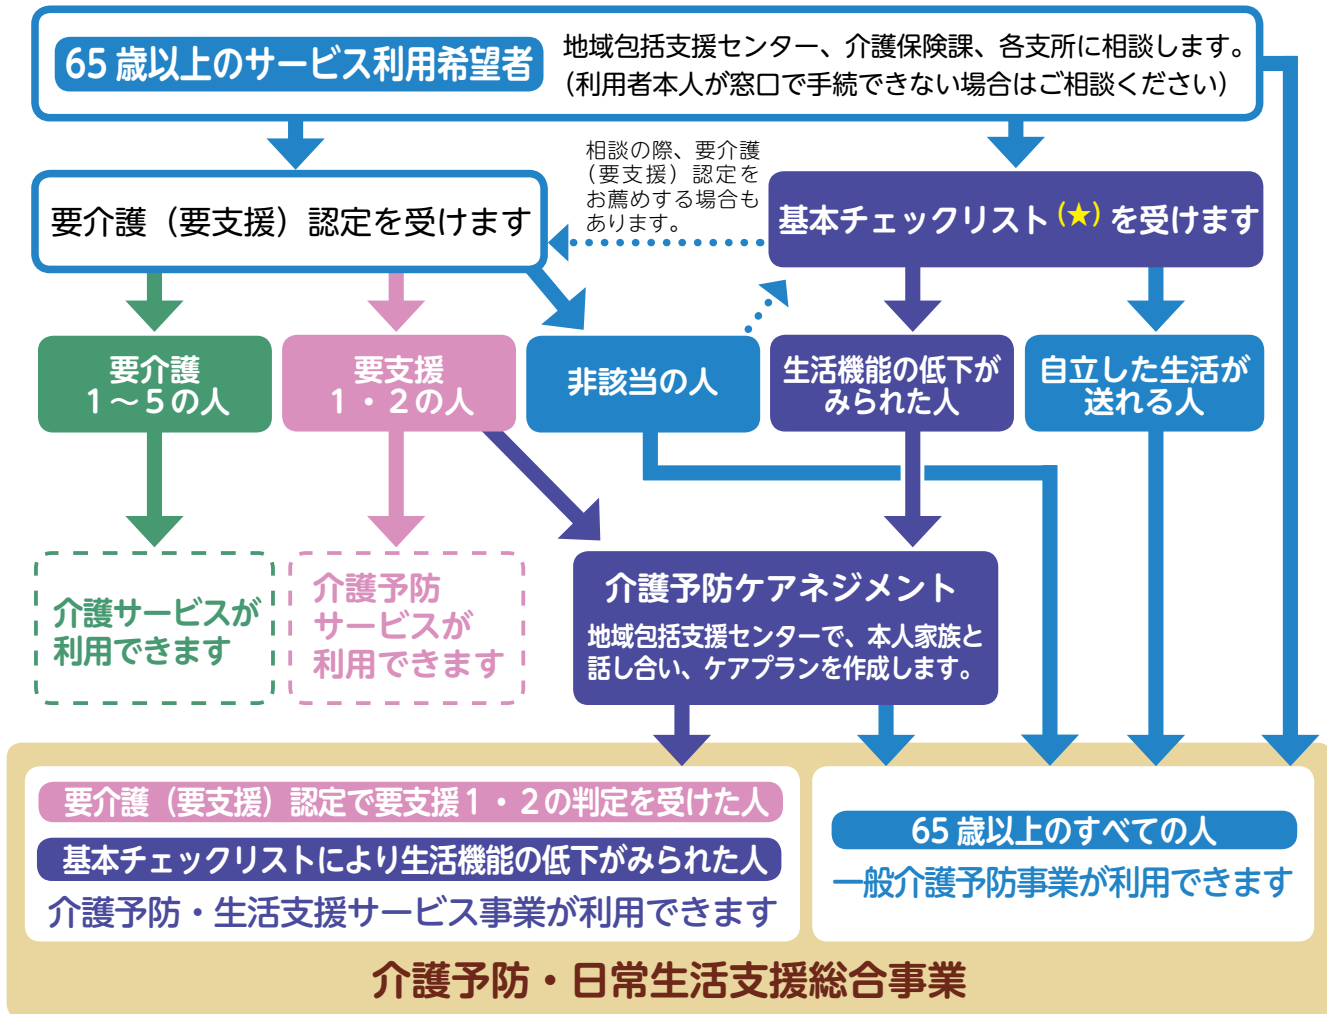 65歳以上のサービス利用希望者
地域包括支援センター、介護保険課、各支所に相談します。
（利用者本人が窓口で手続できない場合はご相談ください）
相談の際、要介護
（要支援）認定を
お薦めする場合も
あります。
要介護（要支援）認定を受けます
基本チェックリスト(★)を受けます
要介護
1～5の人
要支援
1・2の人
非該当の人
生活機能の低下が
みられた人
自立した生活が
送れる人
介護サービスが
利用できます
介護予防
サービスが
利用できます
介護予防ケアネジメント
地域包括支援センターで、本人家族と
話し合い、ケアプランを作成します。
要介護（要支援）認定で要支援1・2の判定を受けた人
基本チェックリストにより生活機能の低下がみられた人
介護予防・生活支援サービス事業が利用できます
65歳以上のすべての人
一般介護予防事業が利用できます
介護予防・日常生活支援総合事業